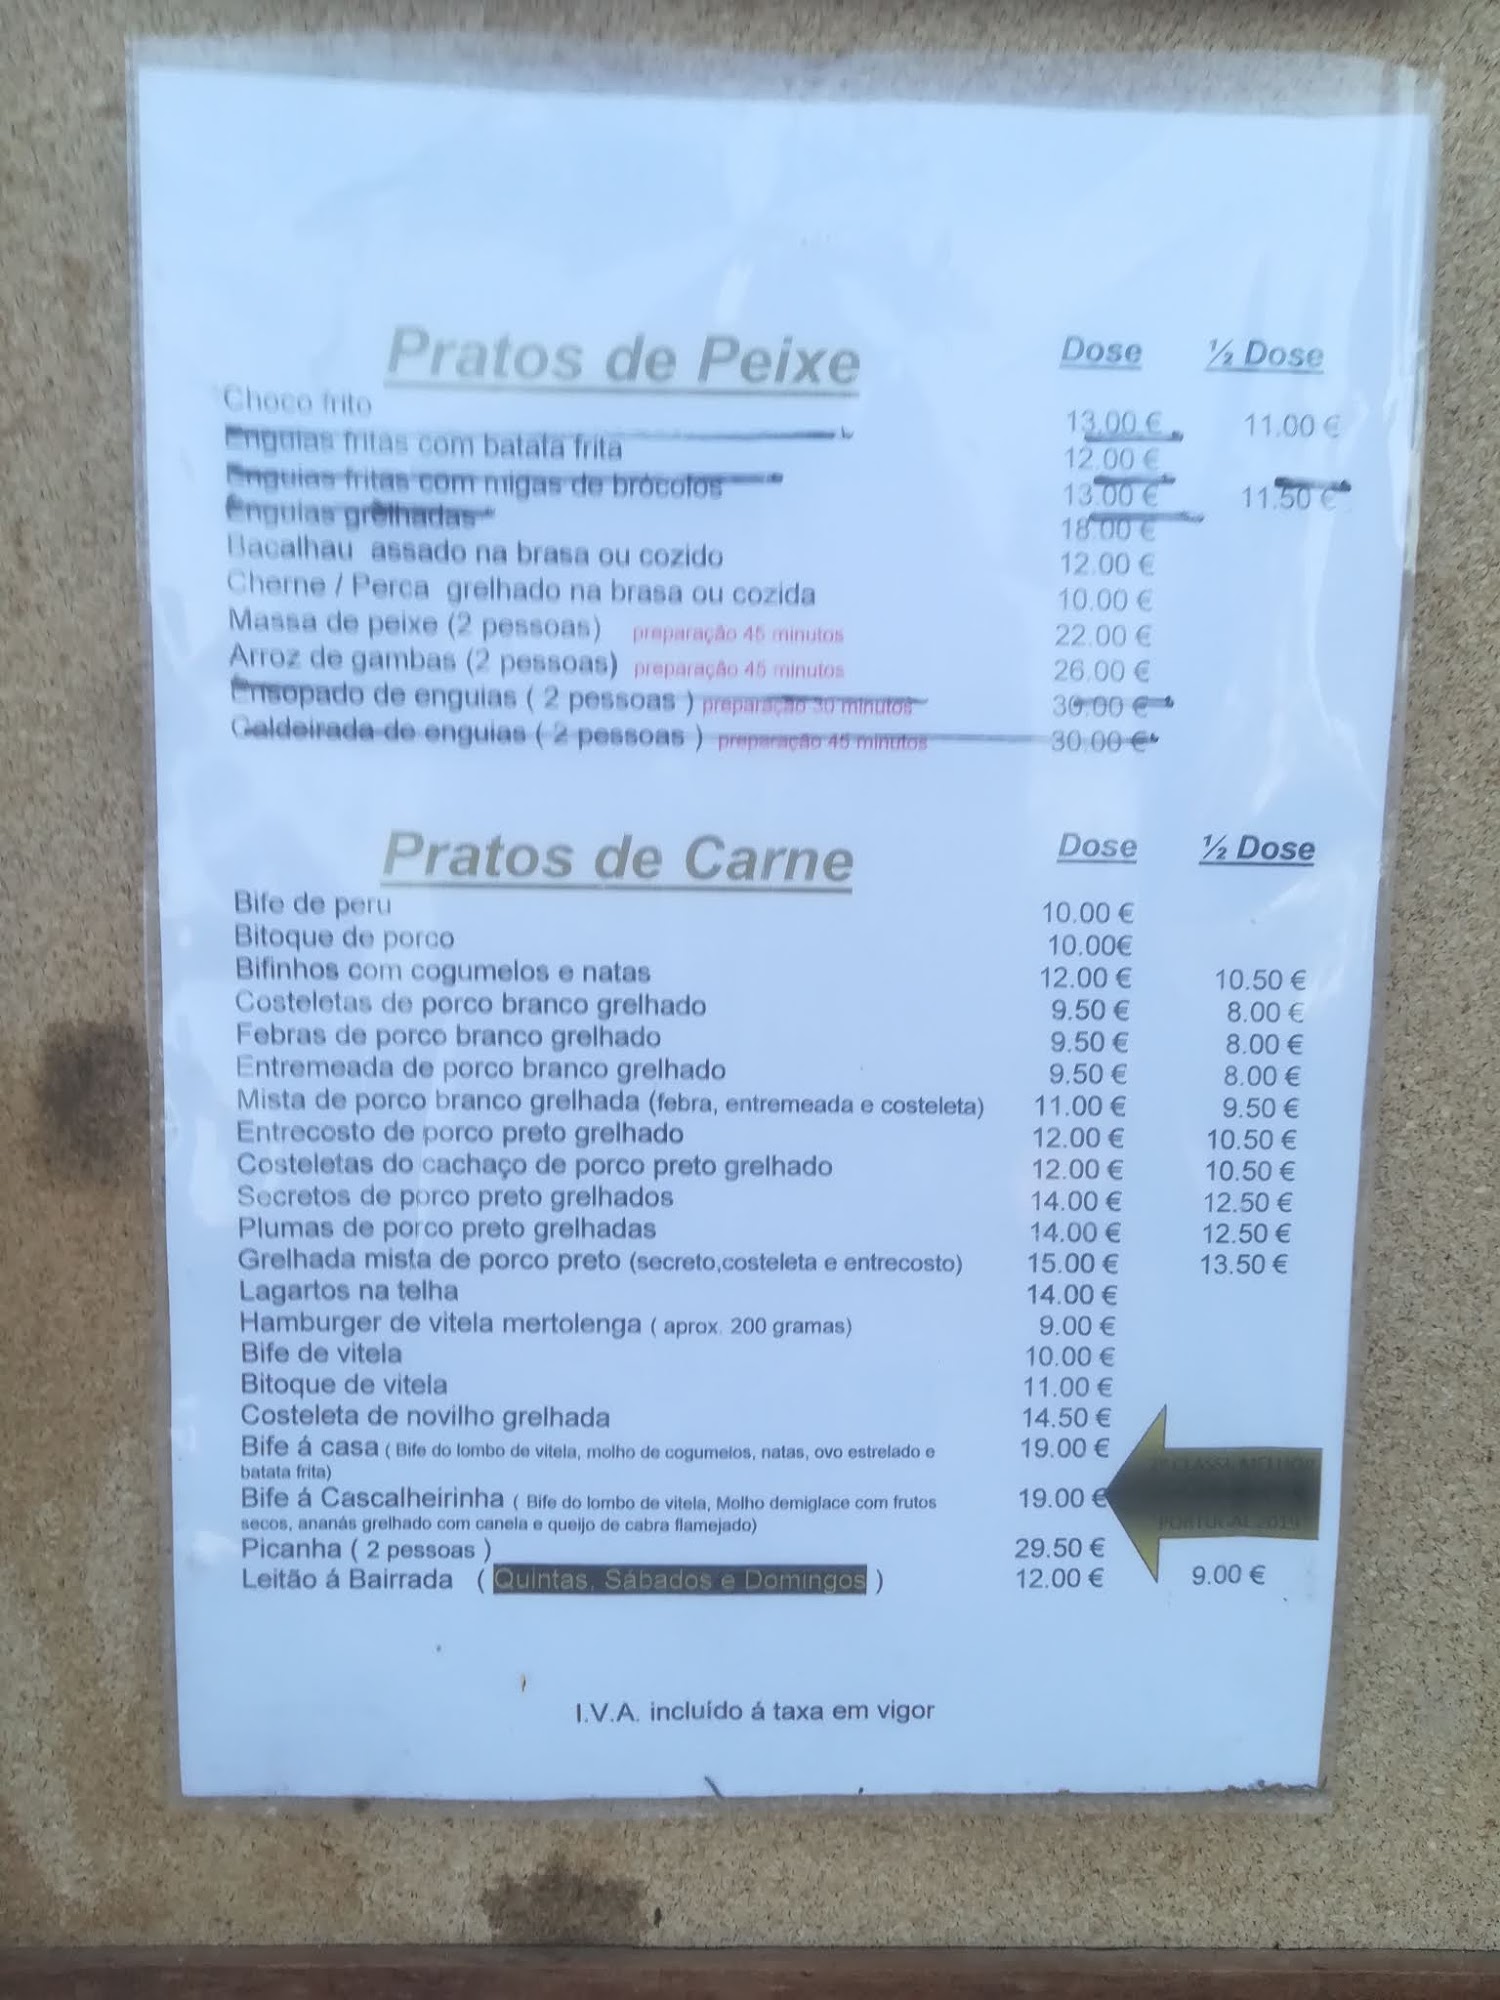 Pratos de Peixe Dose ½ Dose
Choco frito 13.00 € 11.00 €
Enguias fritas com batata frita 12.00 €
Enguias fritas com migas de brócolos 13.00 € 11.50 €
Enguias grelhadas 18.00 €
Bacalhau assado na brasa ou cozido 12.00 €
Cherne / Perca grelhado na brasa ou cozida 10.00 €
Massa de peixe (2 pessoas) preparação 45 minutos 22.00 €
Arroz de gambas (2 pessoas) preparação 45 minutos 26.00 €
Ensopado de enguias ( 2 pessoas ) preparação 30 minutos 30.00 €
Caldeirada de enguias ( 2 pessoas ) preparação 45 minutos 30.00 €
Pratos de Carne Dose ½ Dose
Bife de peru 10.00 €
Bitoque de porco 10.00€
Bifinhos com cogumelos e natas 12.00 € 10.50 €
Costeletas de porco branco grelhado 9.50 € 8.00 €
Febras de porco branco grelhado 9.50 € 8.00 €
Entremeada de porco branco grelhado 9.50 € 8.00 €
Mista de porco branco grelhada (febra, entremeada e costeleta) 11.00 € 9.50 €
Entrecosto de porco preto grelhado 12.00 € 10.50 €
Costeletas do cachaço de porco preto grelhado 12.00 € 10.50 €
Secretos de porco preto grelhados 14.00 € 12.50 €
Plumas de porco preto grelhadas 14.00 € 12.50 €
Grelhada mista de porco preto (secreto,costeleta e entrecosto) 15.00 € 13.50 €
Lagartos na telha 14.00 €
Hamburger de vitela mertolenga ( aprox. 200 gramas) 9.00 €
Bife de vitela 10.00 €
Bitoque de vitela 11.00 €
Costeleta de novilho grelhada 14.50 €
Bife á casa ( Bife do lombo de vitela, molho de cogumelos, natas, ovo estrelado e 19.00 €
batata frita)
CLASSE MELHOR
Bife á Cascalheirinha ( Bife do lombo de vitela, Molho demiglace com frutos 19.00 €
secos, ananás grelhado com canela e queijo de cabra flamejado)
PORTUGAL 2019
Picanha ( 2 pessoas ) 29.50 €
Leitão á Bairrada ( Quintas, Sábados e Domingos ) 12.00 € 9.00 €
I.V.A. incluído á taxa em vigor